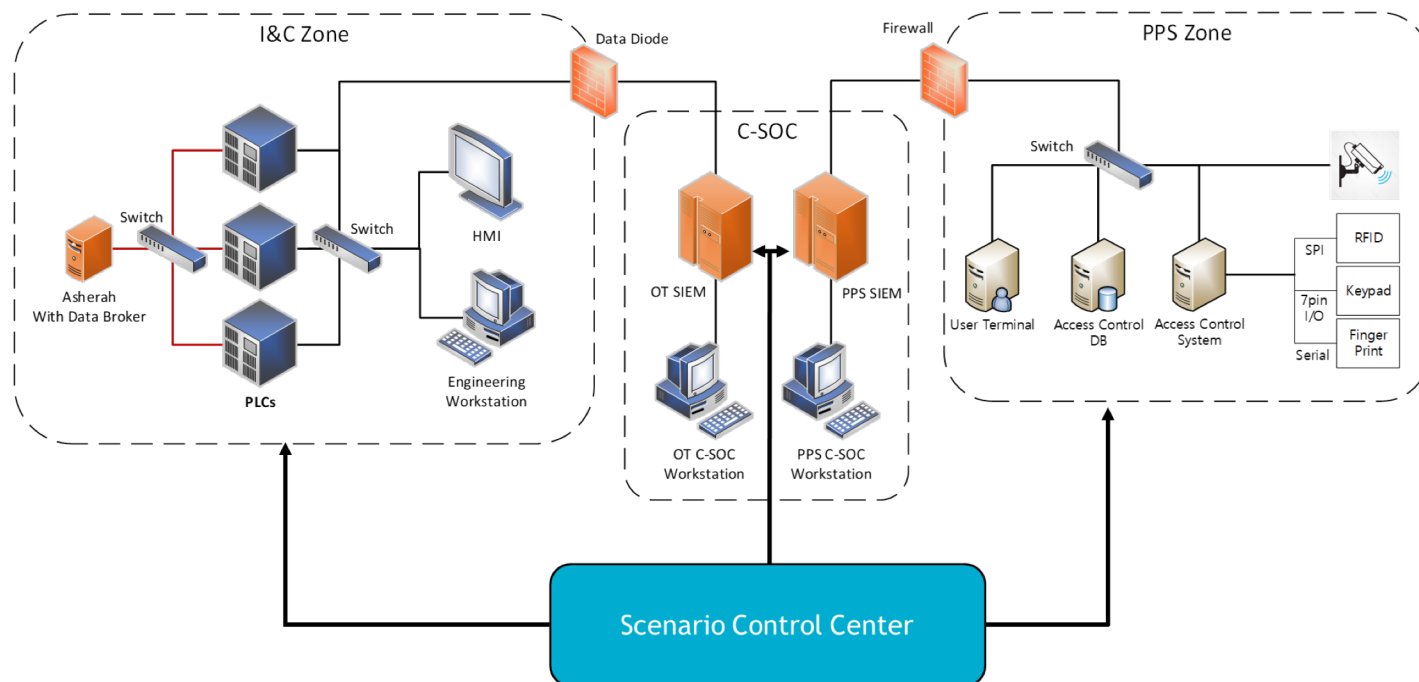 I&C Zone
Data Diode
Firewall
PPS Zone
C-SOC
Switch
Switch
Switch
HMI
Asherah
With Data Broker
PLCs
Engineering
Workstation
OT SIEM
PPS SIEM
OT C-SOC
Workstation
PPS C-SOC
Workstation
User Terminal
Access Control
DB
Access Control
System
SPI
7pin
I/O
Serial
RFID
Keypad
Finger
Print
Scenario Control Center